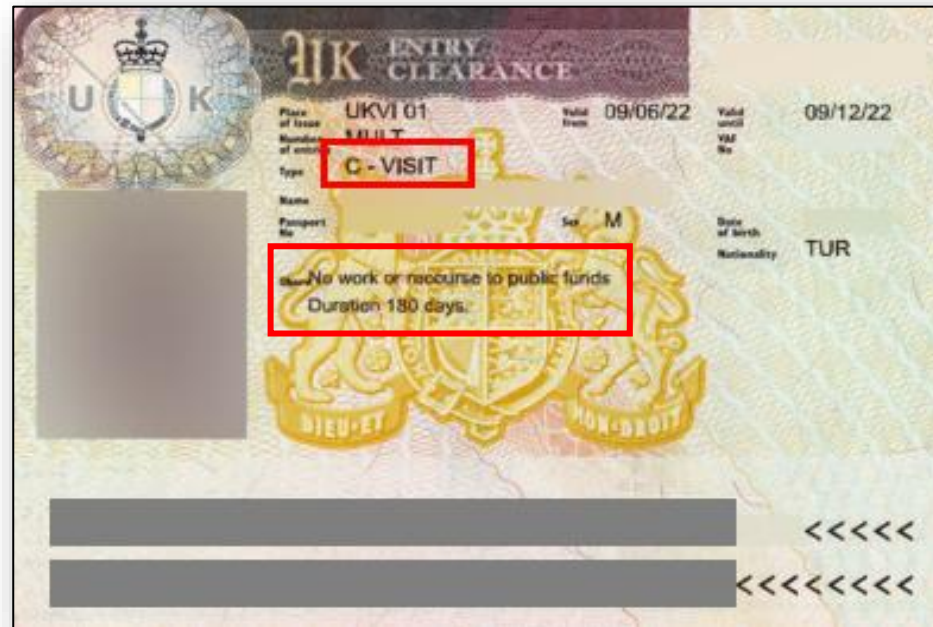 U K
UK ENTRY CLEARANCE
Place of Issue UKVI 01 Valid from 09/06/22 Valid until 09/12/22
Number of entries MULT VAF No
Type C - VISIT
Name
Passport No Sex M Date of birth
Nationality TUR
No work or recourse to public funds
Duration 180 days.
DIEU·ET MON·DROIT
<<<<<
<<<<<<<<